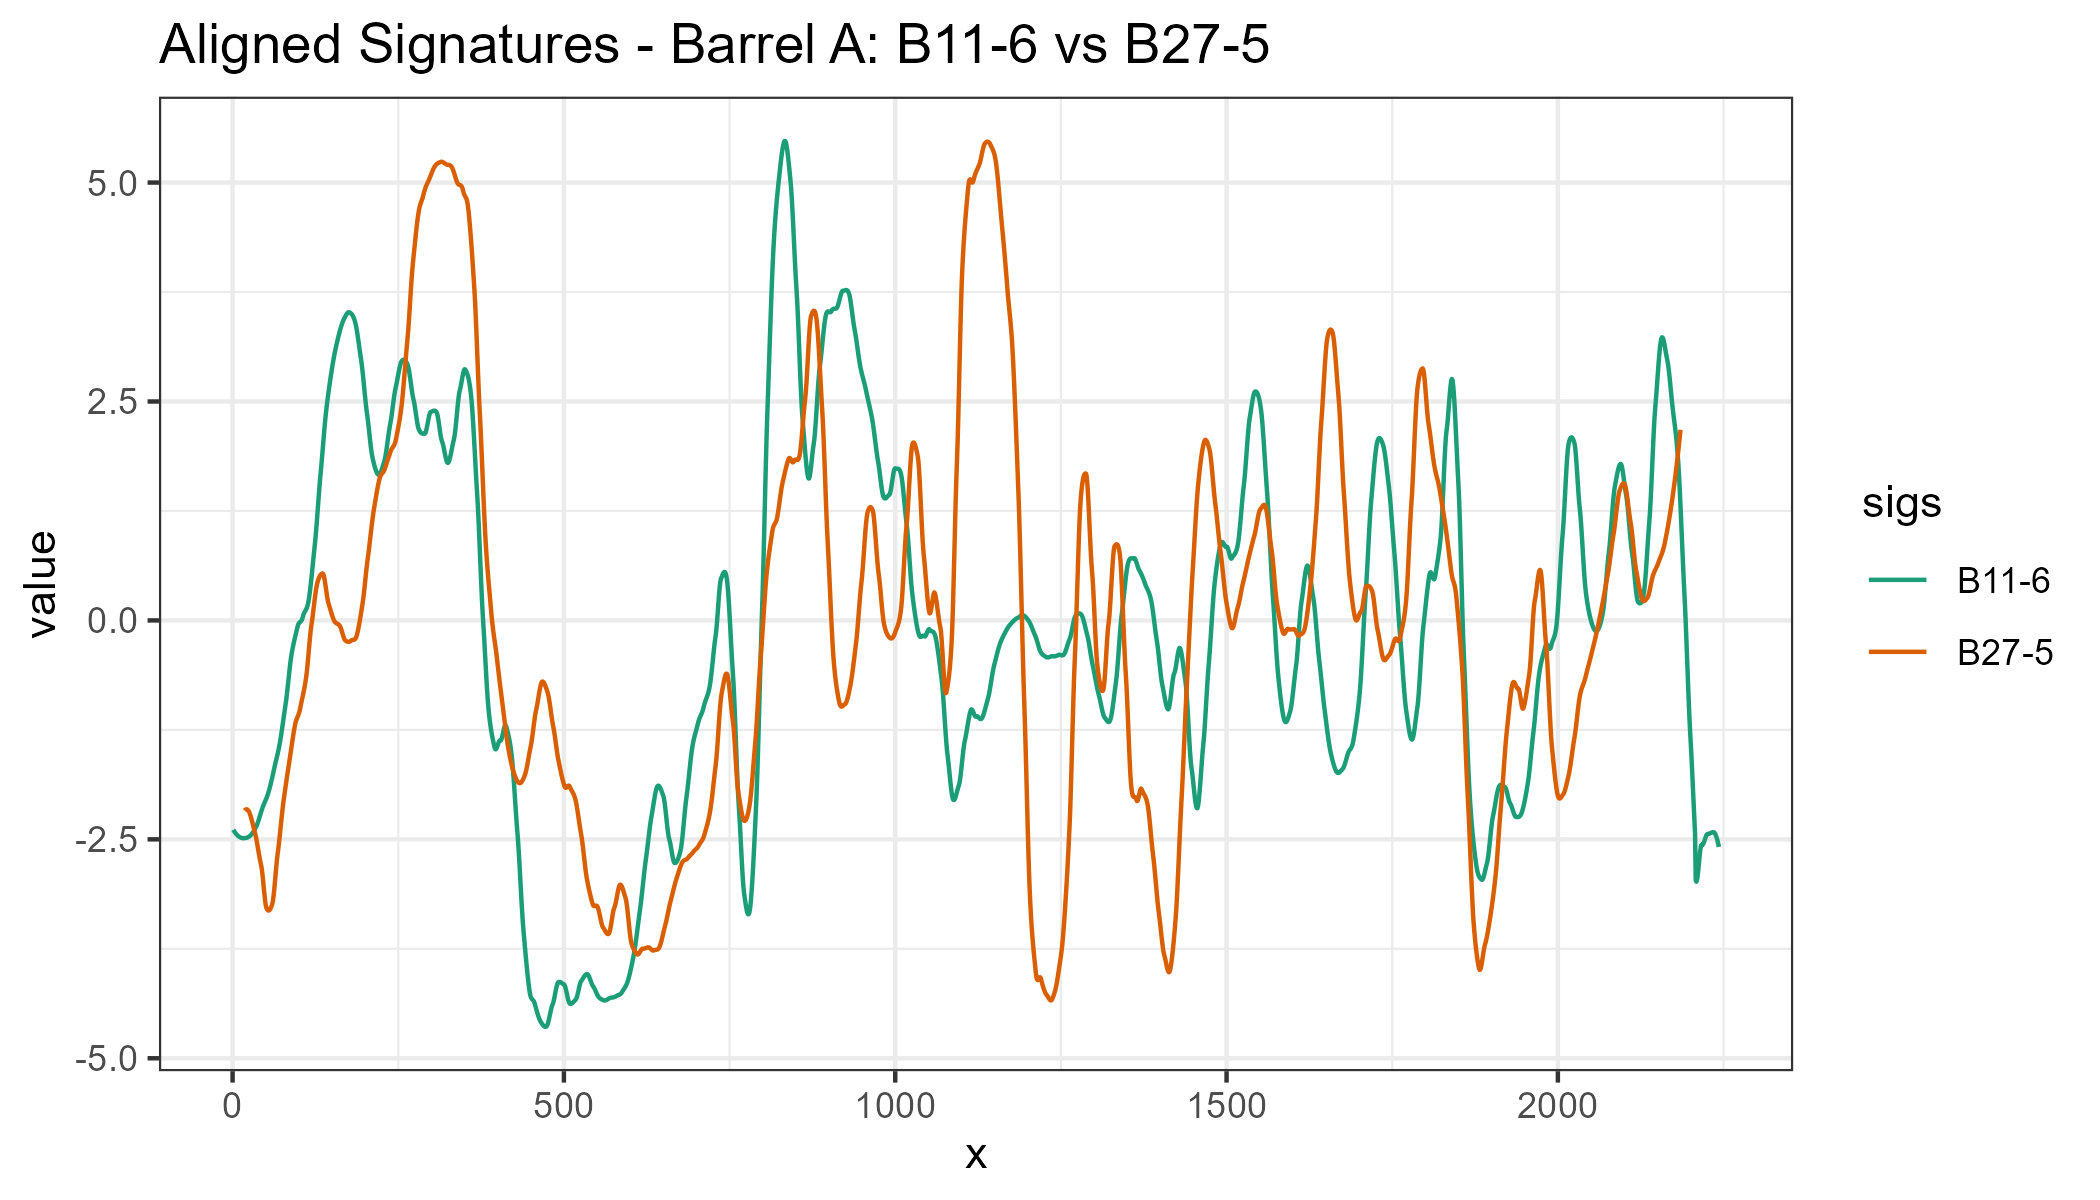 Aligned Signatures - Barrel A: B11-6 vs B27-5
value
5.0
2.5
0.0
-2.5
-5.0
0 500 1000 1500 2000
x
sigs
B11-6
B27-5